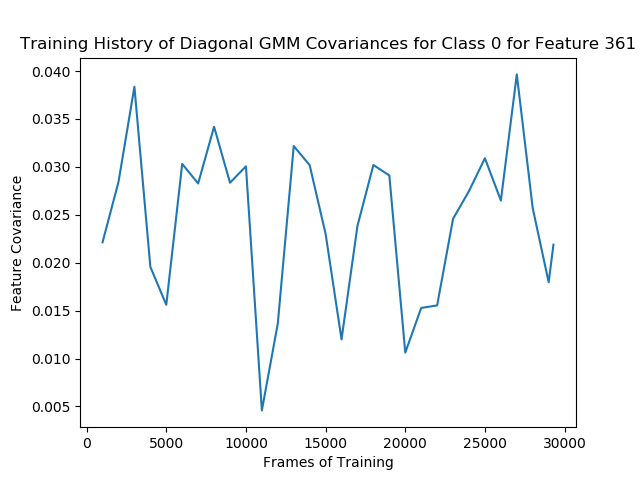 Training History of Diagonal GMM Covariances for Class 0 for Feature 361
0.040
0.035
0.030
0.025
0.020
0.015
0.010
0.005
Feature Covariance
0 5000 10000 15000 20000 25000 30000
Frames of Training